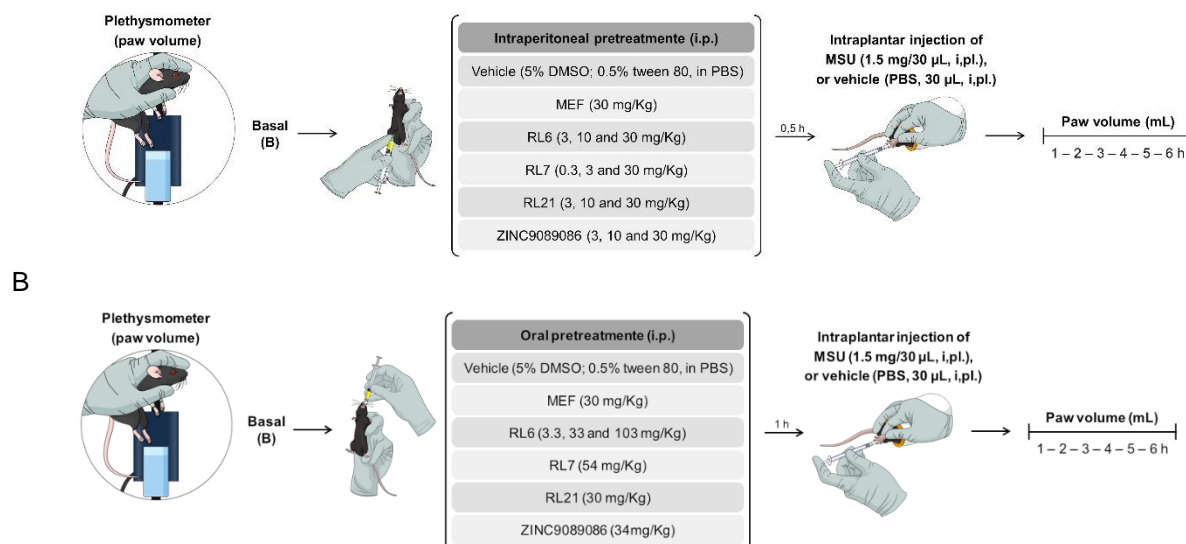 Plethysmometer
(paw volume)
Basal
(B)
Intraperitoneal pretreatmente (i.p.)
Vehicle (5% DMSO; 0.5% tween 80, in PBS)
MEF (30 mg/Kg)
RL6 (3, 10 and 30 mg/Kg)
RL7 (0.3, 3 and 30 mg/Kg)
RL21 (3, 10 and 30 mg/Kg)
ZINC9089086 (3, 10 and 30 mg/Kg)
0,5 h
Intraplantar injection of
MSU (1.5 mg/30 µL, i,pl.),
or vehicle (PBS, 30 µL, i,pl.)
Paw volume (mL)
1 – 2 – 3 – 4 – 5 – 6 h
B
Plethysmometer
(paw volume)
Basal
(B)
Oral pretreatmente (i.p.)
Vehicle (5% DMSO; 0.5% tween 80, in PBS)
MEF (30 mg/Kg)
RL6 (3.3, 33 and 103 mg/Kg)
RL7 (54 mg/Kg)
RL21 (30 mg/Kg)
ZINC9089086 (34mg/Kg)
1 h
Intraplantar injection of
MSU (1.5 mg/30 µL, i,pl.),
or vehicle (PBS, 30 µL, i,pl.)
Paw volume (mL)
1 – 2 – 3 – 4 – 5 – 6 h